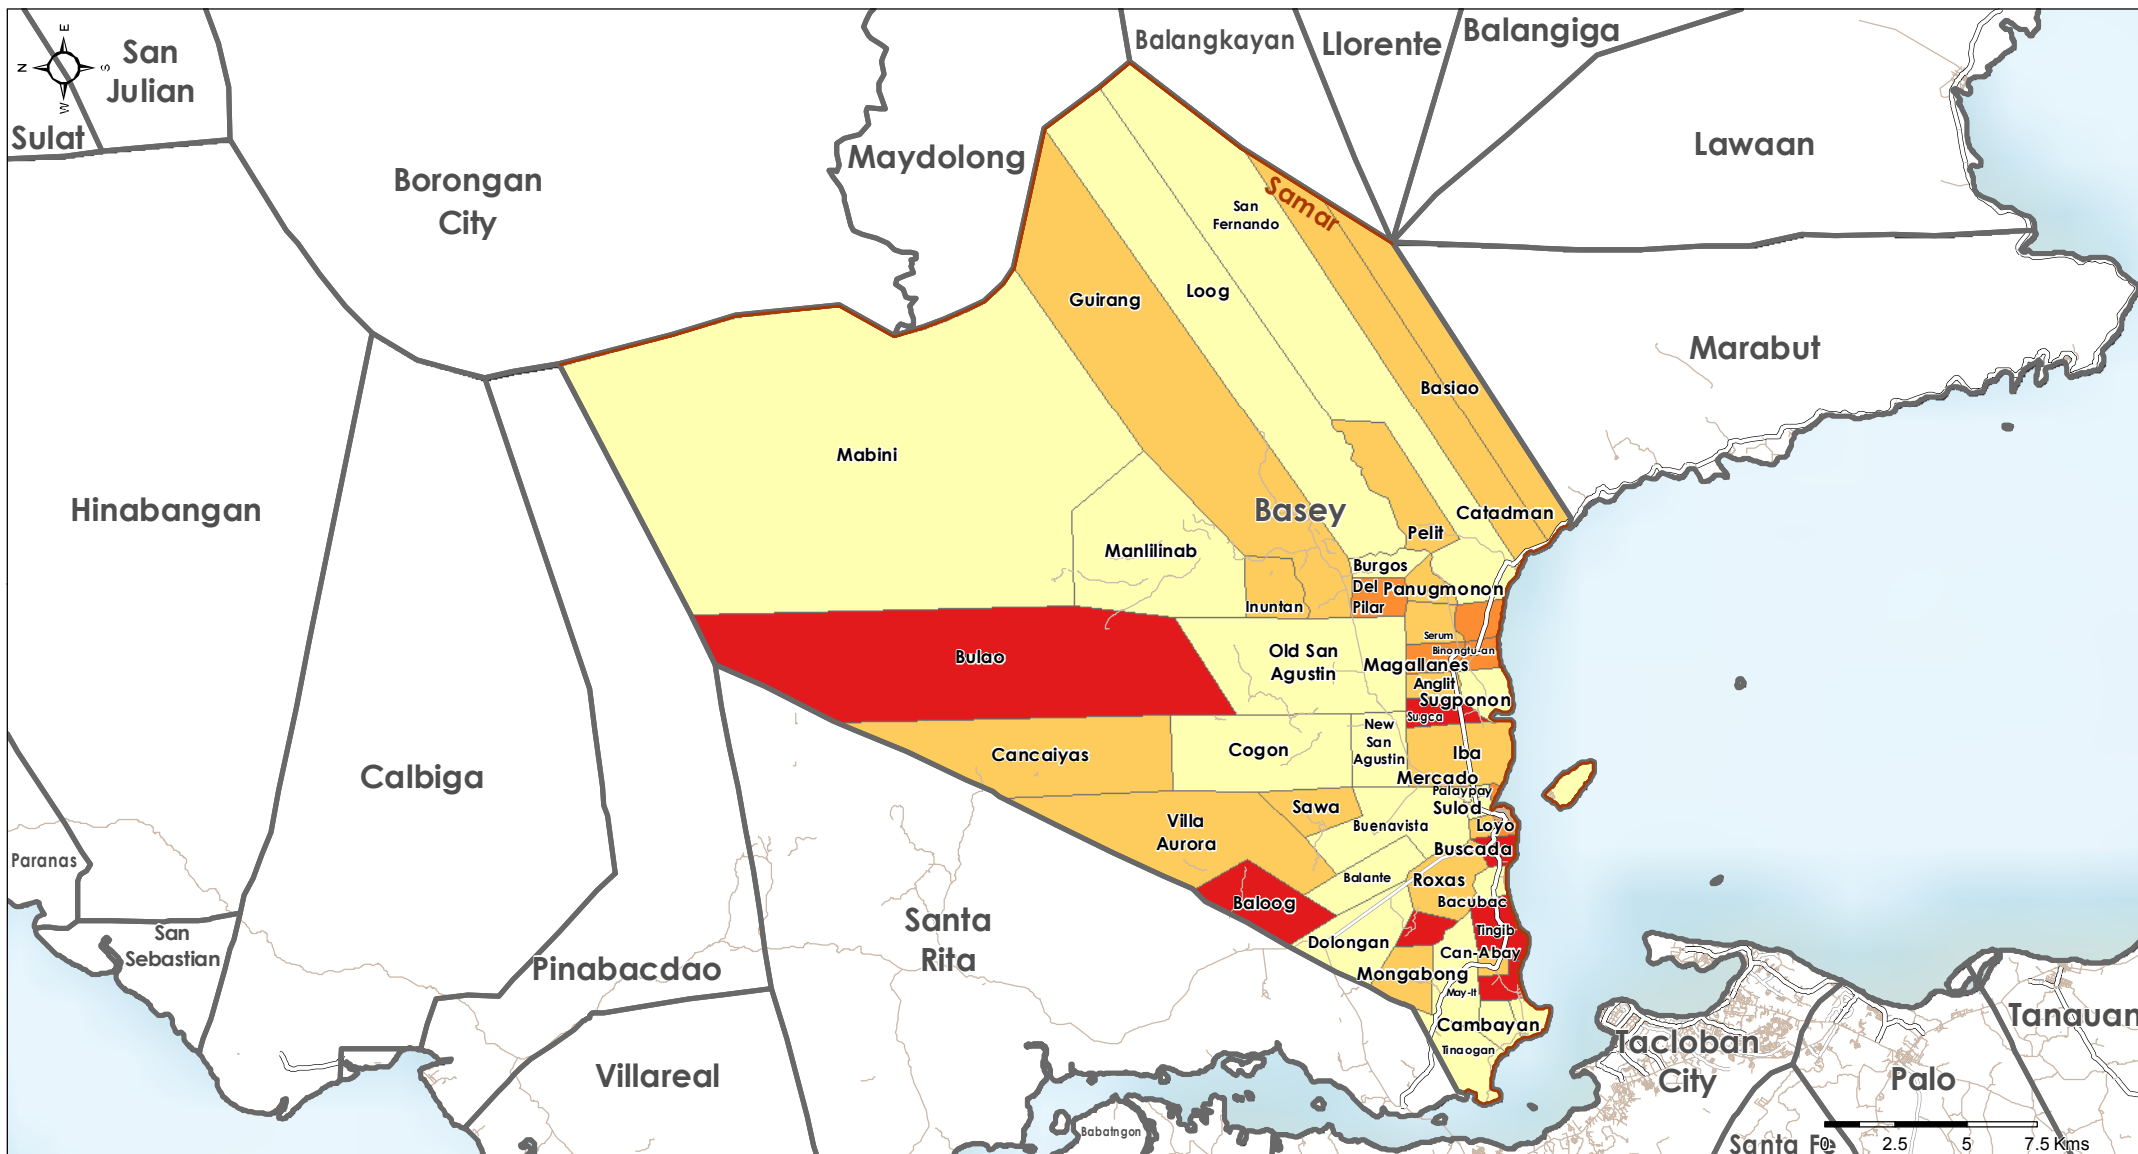 E
N
S
W
San
Julian
Sulat
Borongan
City
Maydolong
Balangkayan
Llorente
Balangiga
Lawaan
Samar
San
Fernando
Guirang
Loog
Marabut
Basiao
Mabini
Hinabangan
Basey
Catadman
Pelit
Manlilinab
Burgos
Del
Pilar
Panugmonon
Inuntan
Serum
Binongtu-an
Bulao
Old San
Agustin
Magallanes
Anglit
Sugponon
Sugca
New
San
Agustin
Cancaiyas
Cogon
Iba
Mercado
Calbiga
Palaypay
Sulod
Sawa
Villa
Aurora
Buenavista
Loyo
Buscada
Paranas
Balante
Roxas
Baloog
Bacubac
Santa
Rita
San
Sebastian
Tingib
Dolongan
Can-Abay
Pinabacdao
Mongabong
May-It
Cambayan
Tinaogan
Tanauan
Tacloban
City
Villareal
Palo
Babatngon
Santa Fe
0 2.5 5 7.5 Kms